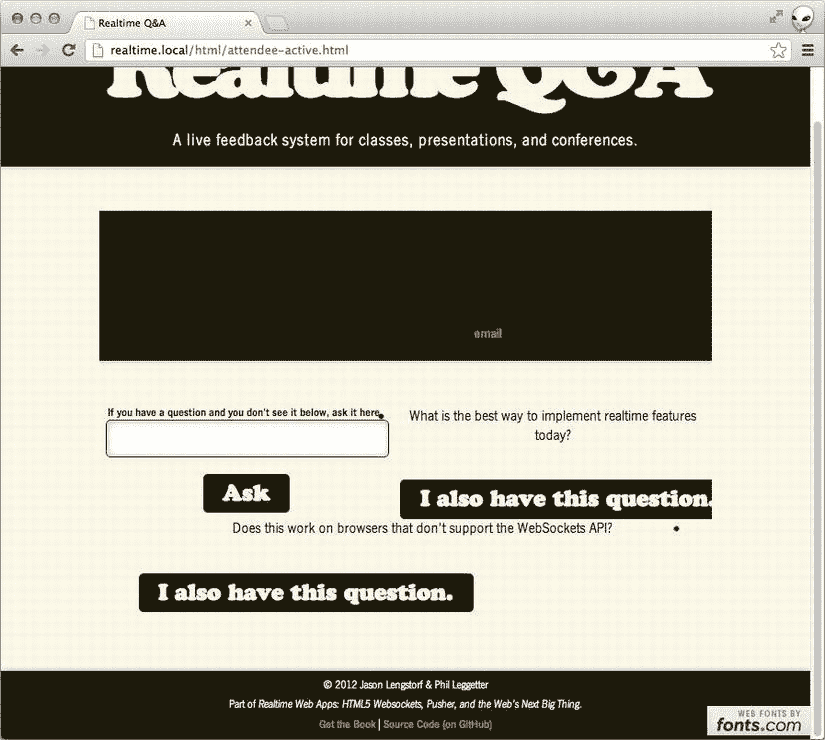 Realtime Q&A
realtime.local/html/attendee-active.html
Realtime Q&A
A live feedback system for classes, presentations, and conferences.
email
If you have a question and you don't see it below, ask it here.
What is the best way to implement realtime features
today?
Ask
I also have this question.
Does this work on browsers that don't support the WebSockets API?
I also have this question.
© 2012 Jason Lengstorf & Phil Leggetter
Part of Realtime Web Apps: HTML5 Websockets, Pusher, and the Web's Next Big Thing.
Get the Book | Source Code (on GitHub)
WEB FONTS BY
fonts.com